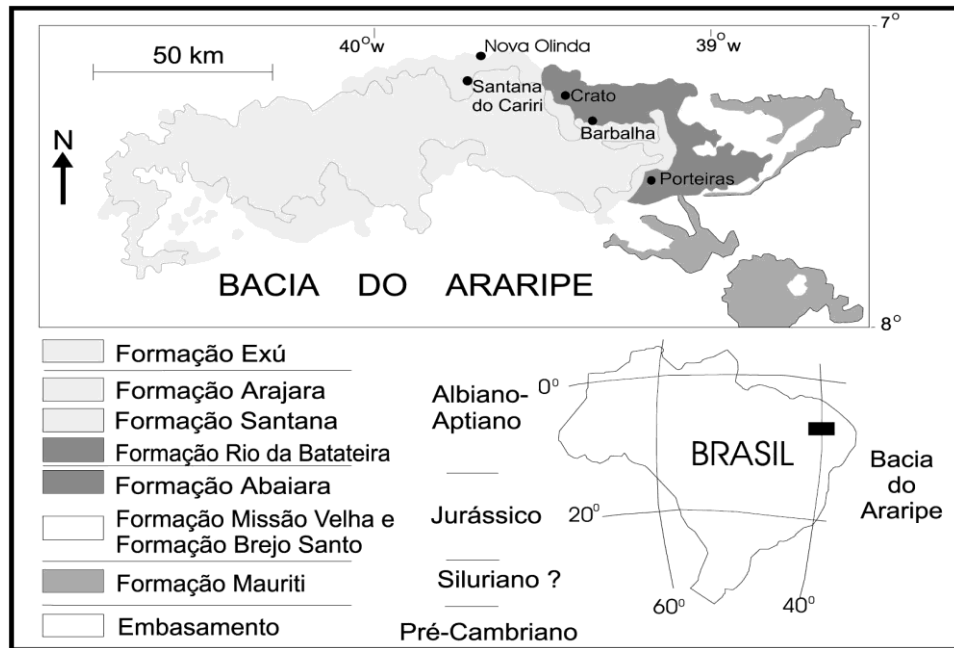 7°
40°w
39°w
50 km
Nova Olinda
Santana
do Cariri
Crato
Barbalha
N
Porteiras
BACIA DO ARARIPE
8°
Formação Exú
Formação Arajara
Formação Santana
Formação Rio da Batateira
Formação Abaiara
Formação Missão Velha e
Formação Brejo Santo
Formação Mauriti
Embasamento
Albiano-
Aptiano
Jurássico
Siluriano ?
Pré-Cambriano
0°
BRASIL
20°
60°
40°
Bacia
do
Araripe